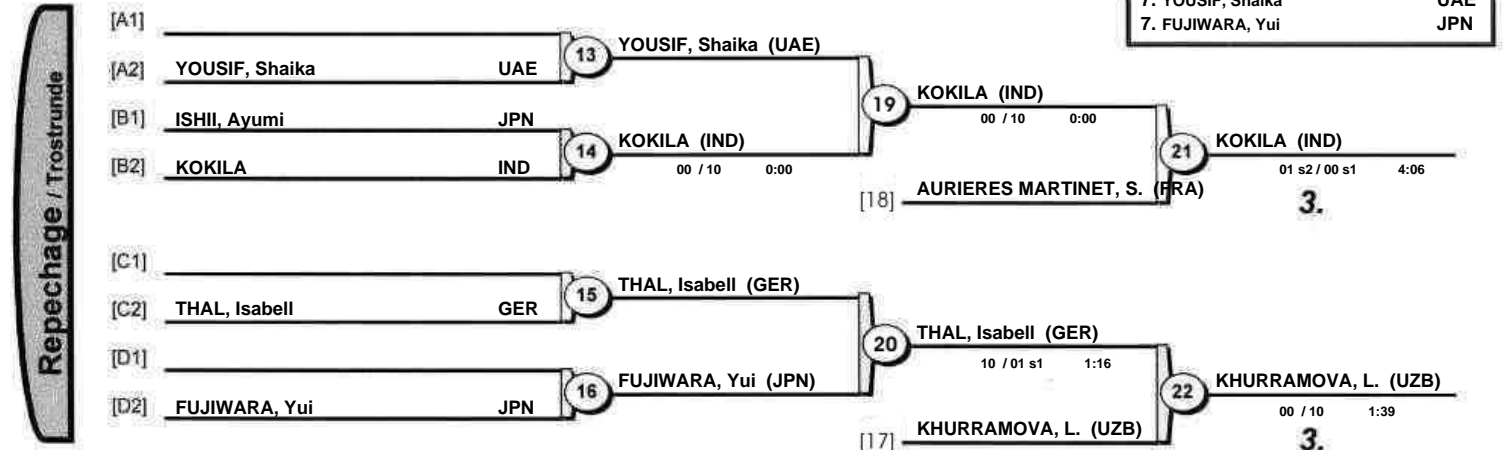 7. YOUSIF, Shaika UAE
7. FUJIWARA, Yui JPN
Repechage / Trostrunde
[A1]
[A2] YOUSIF, Shaika UAE
13 YOUSIF, Shaika (UAE)
[B1] ISHII, Ayumi JPN
[B2] KOKILA IND
14 KOKILA (IND)
00 / 10 0:00
19 KOKILA (IND)
00 / 10 0:00
[18] AURIERES MARTINET, S. (FRA)
21 KOKILA (IND)
01 s2 / 00 s1 4:06
3.
[C1]
[C2] THAL, Isabell GER
15 THAL, Isabell (GER)
[D1]
[D2] FUJIWARA, Yui JPN
16 FUJIWARA, Yui (JPN)
20 THAL, Isabell (GER)
10 / 01 s1 1:16
[17] KHURRAMOVA, L. (UZB)
22 KHURRAMOVA, L. (UZB)
00 / 10 1:39
3.